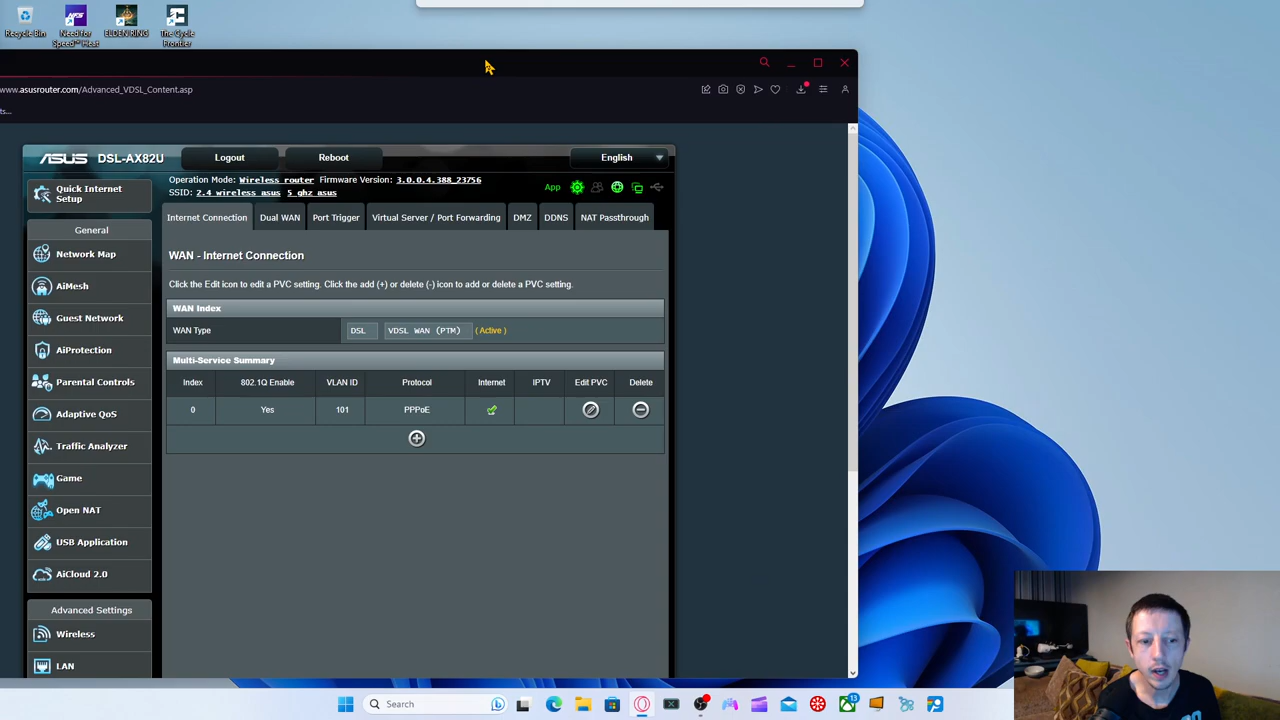 Recycle Bin
Need for Speed™ Heat
ELDEN RING
The Cycle Frontier
www.asusrouter.com/Advanced_VDSL_Content.asp
ts...
ASUS DSL-AX82U
Logout
Reboot
English
Quick Internet Setup
Operation Mode: Wireless router Firmware Version: 3.0.0.4.388_23756
SSID: 2.4 wireless asus 5 ghz asus
App
General
Network Map
AiMesh
Guest Network
AiProtection
Parental Controls
Adaptive QoS
Traffic Analyzer
Game
Open NAT
USB Application
AiCloud 2.0
Advanced Settings
Wireless
LAN
Internet Connection Dual WAN Port Trigger Virtual Server / Port Forwarding DMZ DDNS NAT Passthrough
WAN - Internet Connection
Click the Edit icon to edit a PVC setting. Click the add (+) or delete (-) icon to add or delete a PVC setting.
WAN Index
WAN Type DSL VDSL WAN (PTM) (Active )
Multi-Service Summary
Index 802.1Q Enable VLAN ID Protocol Internet IPTV Edit PVC Delete
0 Yes 101 PPPoE
Search
13